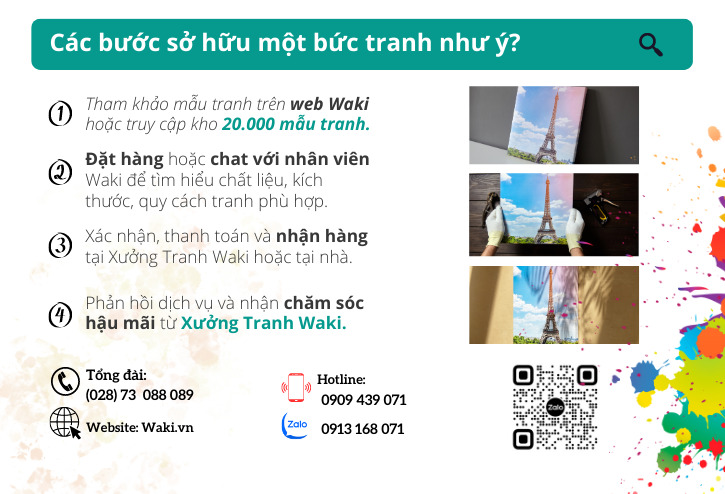 Các bước sở hữu một bức tranh như ý?
1
Tham khảo mẫu tranh trên web Waki
hoặc truy cập kho 20.000 mẫu tranh.
2
Đặt hàng hoặc chat với nhân viên
Waki để tìm hiểu chất liệu, kích
thước, quy cách tranh phù hợp.
3
Xác nhận, thanh toán và nhận hàng
tại Xưởng Tranh Waki hoặc tại nhà.
4
Phản hồi dịch vụ và nhận chăm sóc
hậu mãi từ Xưởng Tranh Waki.
Tổng đài:
(028) 73 088 089
Website: Waki.vn
Hotline:
0909 439 071
Zalo
0913 168 071
Zalo